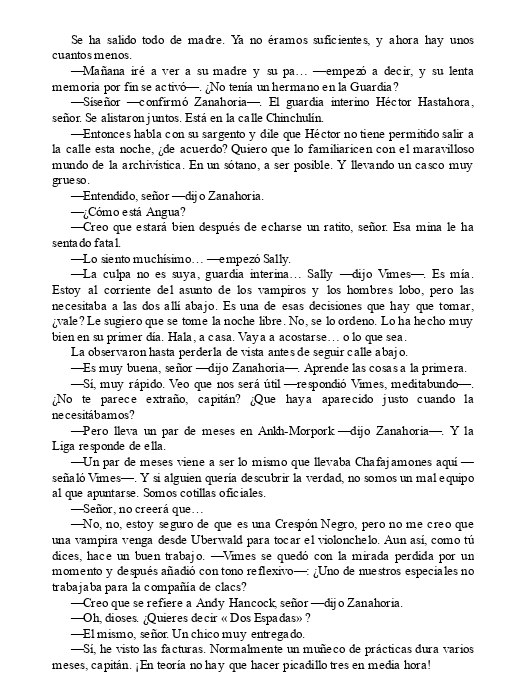 Se ha salido todo de madre. Ya no éramos suficientes, y ahora hay unos
cuantos menos.
—Mañana iré a ver a su madre y su pa… —empezó a decir, y su lenta
memoria por fin se activó—. ¿No tenía un hermano en la Guardia?
—Síseñor —confirmó Zanahoria—. El guardia interino Héctor Hastahora,
señor. Se alistaron juntos. Está en la calle Chinchulín.
—Entonces habla con su sargento y dile que Héctor no tiene permitido salir a
la calle esta noche, ¿de acuerdo? Quiero que lo familiaricen con el maravilloso
mundo de la archivística. En un sótano, a ser posible. Y llevando un casco muy
grueso.
—Entendido, señor —dijo Zanahoria.
—¿Cómo está Angua?
—Creo que estará bien después de echarse un ratito, señor. Esa mina le ha
sentado fatal.
—Lo siento muchísimo… —empezó Sally.
—La culpa no es suya, guardia interina… Sally —dijo Vimes—. Es mía.
Estoy al corriente del asunto de los vampiros y los hombres lobo, pero las
necesitaba a las dos allí abajo. Es una de esas decisiones que hay que tomar,
¿vale? Le sugiero que se tome la noche libre. No, se lo ordeno. Lo ha hecho muy
bien en su primer día. Hala, a casa. Vaya a acostarse… o lo que sea.
La observaron hasta perderla de vista antes de seguir calle abajo.
—Es muy buena, señor —dijo Zanahoria—. Aprende las cosas a la primera.
—Sí, muy rápido. Veo que nos será útil —respondió Vimes, meditabundo—.
¿No te parece extraño, capitán? ¿Que haya aparecido justo cuando la
necesitábamos?
—Pero lleva un par de meses en Ankh-Morpork —dijo Zanahoria—. Y la
Liga responde de ella.
—Un par de meses viene a ser lo mismo que llevaba Chafajamones aquí —
señaló Vimes—. Y si alguien quería descubrir la verdad, no somos un mal equipo
al que apuntarse. Somos cotillas oficiales.
—Señor, no creerá que…
—No, no, estoy seguro de que es una Crespón Negro, pero no me creo que
una vampira venga desde Uberwald para tocar el violonchelo. Aun así, como tú
dices, hace un buen trabajo. —Vimes se quedó con la mirada perdida por un
momento y después añadió con tono reflexivo—: ¿Uno de nuestros especiales no
trabajaba para la compañía de clacs?
—Creo que se refiere a Andy Hancock, señor —dijo Zanahoria.
—Oh, dioses. ¿Quieres decir « Dos Espadas» ?
—El mismo, señor. Un chico muy entregado.
—Sí, he visto las facturas. Normalmente un muñeco de prácticas dura varios
meses, capitán. ¡En teoría no hay que hacer picadillo tres en media hora!